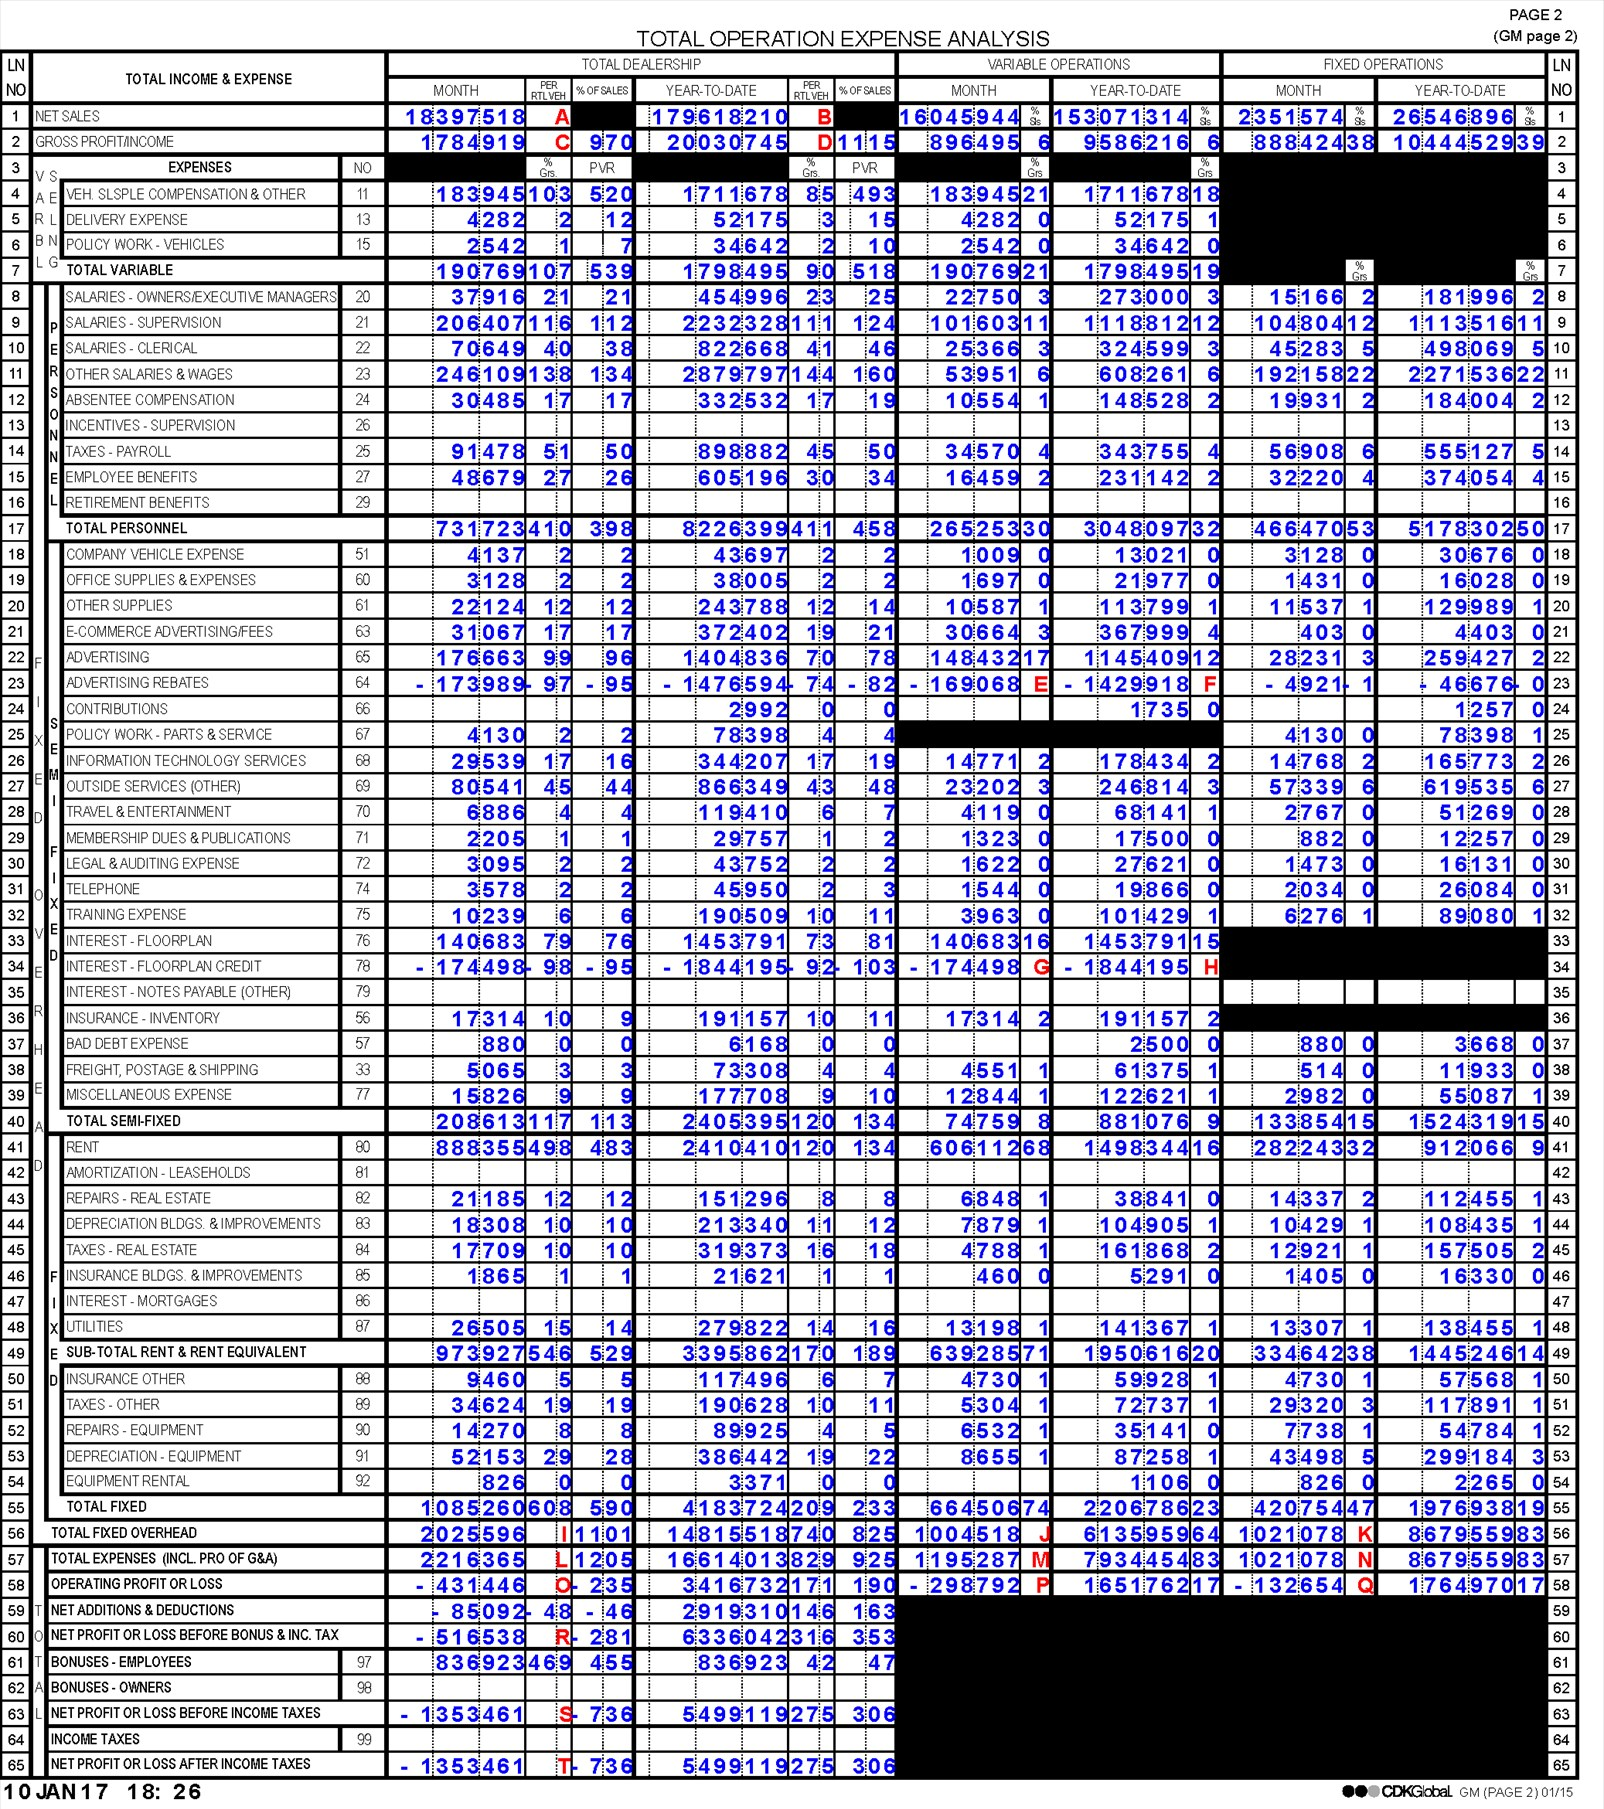 PAGE 2
TOTAL OPERATION EXPENSE ANALYSIS
(GM page 2)
LN NO TOTAL INCOME & EXPENSE TOTAL DEALERSHIP VARIABLE OPERATIONS FIXED OPERATIONS LN NO
MONTH PER RTL VEH % OF SALES YEAR-TO-DATE PER RTL VEH % OF SALES MONTH YEAR-TO-DATE MONTH YEAR-TO-DATE
1 NET SALES 18397518 A 179618210 B 16045944 % Sls 153071314 % Sls 2351574 % Sls 26546896 % Sls 1
2 GROSS PROFIT/INCOME 1784919 C 970 20030745 D 1115 896495 6 9586216 6 888424 38 10444529 39 2
3 EXPENSES NO % Grs. PVR % Grs. PVR % Grs % Grs 3
VARBL SELNG
4 VEH. SLSPLE COMPENSATION & OTHER 11 183945 103 520 1711678 85 493 183945 21 1711678 18 4
5 DELIVERY EXPENSE 13 4282 2 12 52175 3 15 4282 0 52175 1 5
6 POLICY WORK - VEHICLES 15 2542 1 7 34642 2 10 2542 0 34642 0 6
7 TOTAL VARIABLE 190769 107 539 1798495 90 518 190769 21 1798495 19 % Grs % Grs 7
FIXED OVERHEAD
PERSONNEL
8 SALARIES - OWNERS/EXECUTIVE MANAGERS 20 37916 21 21 454996 23 25 22750 3 273000 3 15166 2 181996 2 8
9 SALARIES - SUPERVISION 21 206407 116 112 2232328 111 124 101603 11 1118812 12 104804 12 1113516 11 9
10 SALARIES - CLERICAL 22 70649 40 38 822668 41 46 25366 3 324599 3 45283 5 498069 5 10
11 OTHER SALARIES & WAGES 23 246109 138 134 2879797 144 160 53951 6 608261 6 192158 22 2271536 22 11
12 ABSENTEE COMPENSATION 24 30485 17 17 332532 17 19 10554 1 148528 2 19931 2 184004 2 12
13 INCENTIVES - SUPERVISION 26 13
14 TAXES - PAYROLL 25 91478 51 50 898882 45 50 34570 4 343755 4 56908 6 555127 5 14
15 EMPLOYEE BENEFITS 27 48679 27 26 605196 30 34 16459 2 231142 2 32220 4 374054 4 15
16 RETIREMENT BENEFITS 29 16
17 TOTAL PERSONNEL 731723 410 398 8226399 411 458 265253 30 3048097 32 466470 53 5178302 50 17
SEMI FIXED
18 COMPANY VEHICLE EXPENSE 51 4137 2 2 43697 2 2 1009 0 13021 0 3128 0 30676 0 18
19 OFFICE SUPPLIES & EXPENSES 60 3128 2 2 38005 2 2 1697 0 21977 0 1431 0 16028 0 19
20 OTHER SUPPLIES 61 22124 12 12 243788 12 14 10587 1 113799 1 11537 1 129989 1 20
21 E-COMMERCE ADVERTISING/FEES 63 31067 17 17 372402 19 21 30664 3 367999 4 403 0 4403 0 21
22 ADVERTISING 65 176663 99 96 1404836 70 78 148432 17 1145409 12 28231 3 259427 2 22
23 ADVERTISING REBATES 64 - 173989 - 97 - 95 - 1476594 - 74 - 82 - 169068 E - 1429918 F - 4921 - 1 - 46676 - 0 23
24 CONTRIBUTIONS 66 2992 0 0 1735 0 1257 0 24
25 POLICY WORK - PARTS & SERVICE 67 4130 2 2 78398 4 4 4130 0 78398 1 25
26 INFORMATION TECHNOLOGY SERVICES 68 29539 17 16 344207 17 19 14771 2 178434 2 14768 2 165773 2 26
27 OUTSIDE SERVICES (OTHER) 69 80541 45 44 866349 43 48 23202 3 246814 3 57339 6 619535 6 27
28 TRAVEL & ENTERTAINMENT 70 6886 4 4 119410 6 7 4119 0 68141 1 2767 0 51269 0 28
29 MEMBERSHIP DUES & PUBLICATIONS 71 2205 1 1 29757 1 2 1323 0 17500 0 882 0 12257 0 29
30 LEGAL & AUDITING EXPENSE 72 3095 2 2 43752 2 2 1622 0 27621 0 1473 0 16131 0 30
31 TELEPHONE 74 3578 2 2 45950 2 3 1544 0 19866 0 2034 0 26084 0 31
32 TRAINING EXPENSE 75 10239 6 6 190509 10 11 3963 0 101429 1 6276 1 89080 1 32
33 INTEREST - FLOORPLAN 76 140683 79 76 1453791 73 81 140683 16 1453791 15 33
34 INTEREST - FLOORPLAN CREDIT 78 - 174498 - 98 - 95 - 1844195 - 92 - 103 - 174498 G - 1844195 H 34
35 INTEREST - NOTES PAYABLE (OTHER) 79 35
36 INSURANCE - INVENTORY 56 17314 10 9 191157 10 11 17314 2 191157 2 36
37 BAD DEBT EXPENSE 57 880 0 0 6168 0 0 2500 0 880 0 3668 0 37
38 FREIGHT, POSTAGE & SHIPPING 33 5065 3 3 73308 4 4 4551 1 61375 1 514 0 11933 0 38
39 MISCELLANEOUS EXPENSE 77 15826 9 9 177708 9 10 12844 1 122621 1 2982 0 55087 1 39
40 TOTAL SEMI-FIXED 208613 117 113 2405395 120 134 74759 8 881076 9 133854 15 1524319 15 40
FIXED
41 RENT 80 888355 498 483 2410410 120 134 606112 68 1498344 16 282243 32 912066 9 41
42 AMORTIZATION - LEASEHOLDS 81 42
43 REPAIRS - REAL ESTATE 82 21185 12 12 151296 8 8 6848 1 38841 0 14337 2 112455 1 43
44 DEPRECIATION BLDGS. & IMPROVEMENTS 83 18308 10 10 213340 11 12 7879 1 104905 1 10429 1 108435 1 44
45 TAXES - REAL ESTATE 84 17709 10 10 319373 16 18 4788 1 161868 2 12921 1 157505 2 45
46 INSURANCE BLDGS. & IMPROVEMENTS 85 1865 1 1 21621 1 1 460 0 5291 0 1405 0 16330 0 46
47 INTEREST - MORTGAGES 86 47
48 UTILITIES 87 26505 15 14 279822 14 16 13198 1 141367 1 13307 1 138455 1 48
49 SUB-TOTAL RENT & RENT EQUIVALENT 973927 546 529 3395862 170 189 639285 71 1950616 20 334642 38 1445246 14 49
50 INSURANCE OTHER 88 9460 5 5 117496 6 7 4730 1 59928 1 4730 1 57568 1 50
51 TAXES - OTHER 89 34624 19 19 190628 10 11 5304 1 72737 1 29320 3 117891 1 51
52 REPAIRS - EQUIPMENT 90 14270 8 8 89925 4 5 6532 1 35141 0 7738 1 54784 1 52
53 DEPRECIATION - EQUIPMENT 91 52153 29 28 386442 19 22 8655 1 87258 1 43498 5 299184 3 53
54 EQUIPMENT RENTAL 92 826 0 0 3371 0 0 1106 0 826 0 2265 0 54
55 TOTAL FIXED 1085260 608 590 4183724 209 233 664506 74 2206786 23 420754 47 1976938 19 55
56 TOTAL FIXED OVERHEAD 2025596 I 1101 14815518 740 825 1004518 J 6135959 64 1021078 K 8679559 83 56
TOTAL
57 TOTAL EXPENSES (INCL. PRO OF G&A) 2216365 L 1205 16614013 829 925 1195287 M 7934454 83 1021078 N 8679559 83 57
58 OPERATING PROFIT OR LOSS - 431446 O - 235 3416732 171 190 - 298792 P 1651762 17 - 132654 Q 1764970 17 58
59 NET ADDITIONS & DEDUCTIONS - 85092 - 48 - 46 2919310 146 163 59
60 NET PROFIT OR LOSS BEFORE BONUS & INC. TAX - 516538 R - 281 6336042 316 353 60
61 BONUSES - EMPLOYEES 97 836923 469 455 836923 42 47 61
62 BONUSES - OWNERS 98 62
63 NET PROFIT OR LOSS BEFORE INCOME TAXES - 1353461 S - 736 5499119 275 306 63
64 INCOME TAXES 99 64
65 NET PROFIT OR LOSS AFTER INCOME TAXES - 1353461 T - 736 5499119 275 306 65
10 JAN17 18: 26
CDKGlobal GM (PAGE 2) 01/15